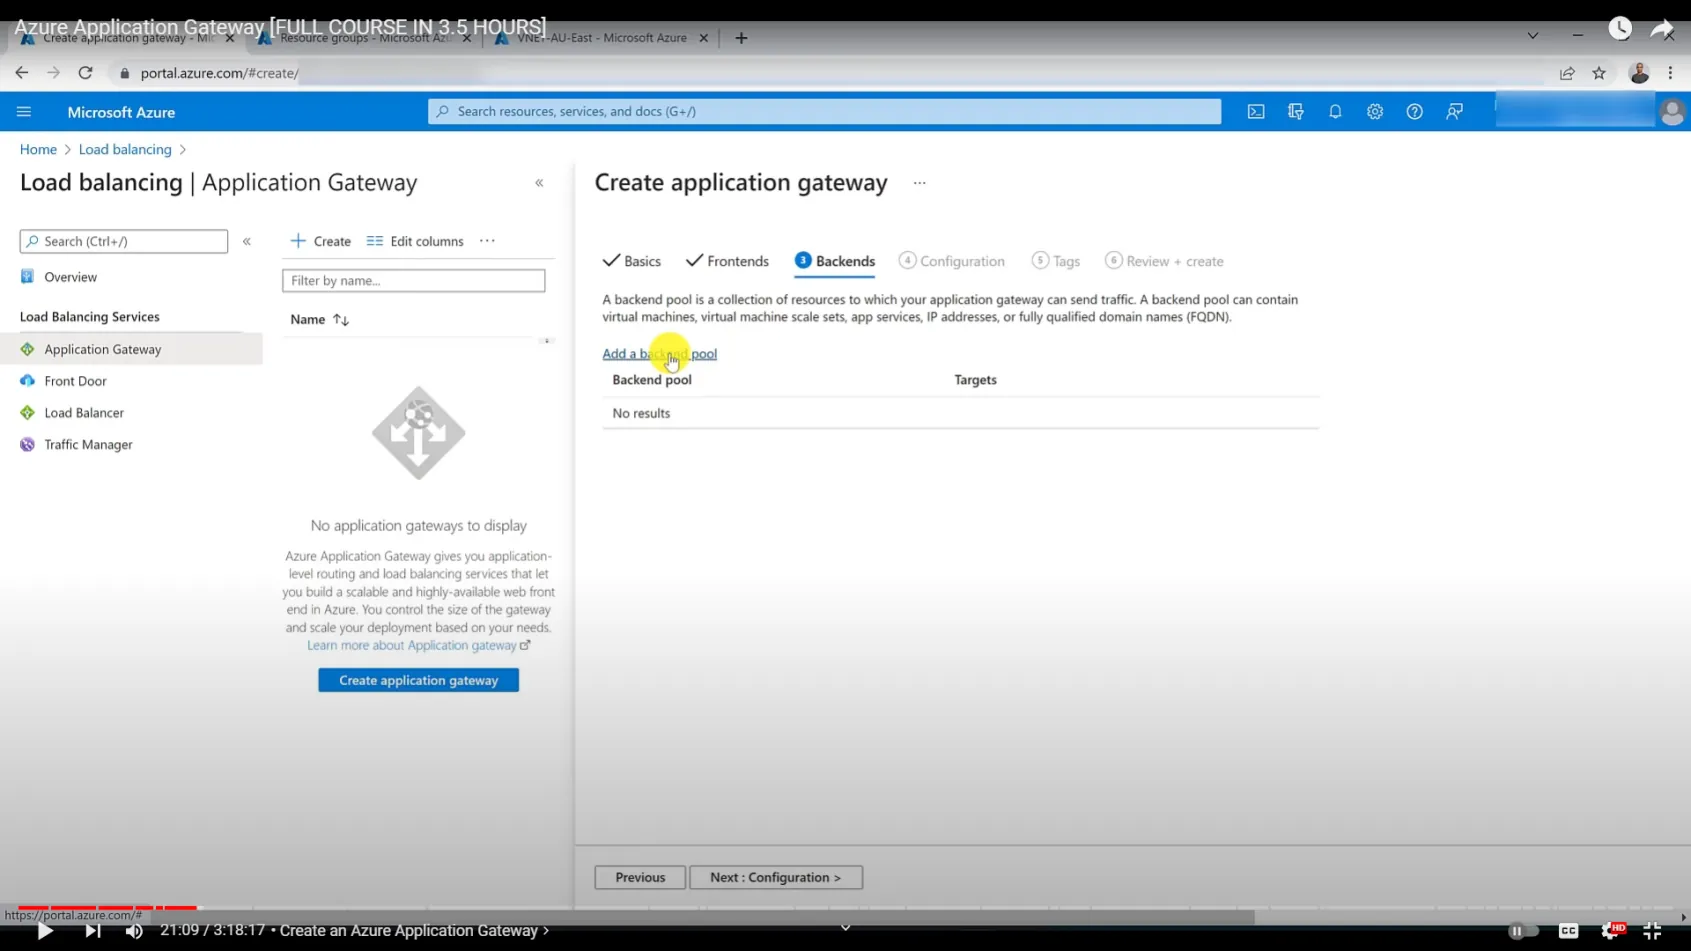 Azure Application Gateway [FULL COURSE IN 3.5 HOURS]
Create application gateway - Mi
Resource groups - Microsoft Az
VNET-AU-East - Microsoft Azure
portal.azure.com/#create/
Microsoft Azure
Search resources, services, and docs (G+/)
Home > Load balancing >
Load balancing | Application Gateway
«
Create application gateway
...
Search (Ctrl+/)
«
Create
Edit columns
...
Overview
Filter by name...
Basics
Frontends
3 Backends
4 Configuration
5 Tags
6 Review + create
Load Balancing Services
Name ↑↓
A backend pool is a collection of resources to which your application gateway can send traffic. A backend pool can contain
virtual machines, virtual machine scale sets, app services, IP addresses, or fully qualified domain names (FQDN).
Application Gateway
Front Door
Load Balancer
Traffic Manager
Add a backend pool
Backend pool
Targets
No results
No application gateways to display
Azure Application Gateway gives you application-
level routing and load balancing services that let
you build a scalable and highly-available web front
end in Azure. You control the size of the gateway
and scale your deployment based on your needs.
Learn more about Application gateway
Create application gateway
Previous
Next : Configuration >
https://portal.azure.com/#
21:09 / 3:18:17 • Create an Azure Application Gateway >
CC
HD